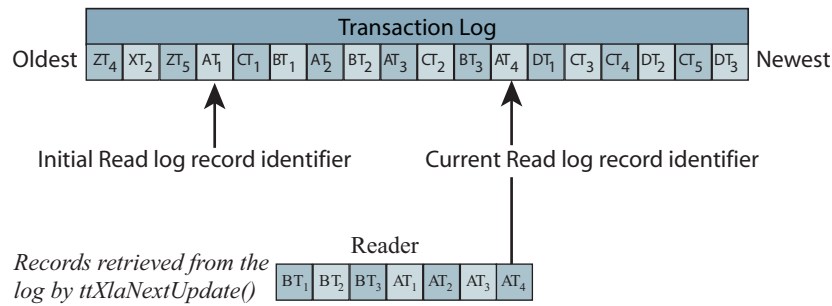 Transaction Log
Oldest ZT4 XT2 ZT5 AT1 CT1 BT1 AT2 BT2 AT3 CT2 BT3 AT4 DT1 CT3 CT4 DT2 CT5 DT3 Newest
Initial Read log record identifier Current Read log record identifier
Reader
Records retrieved from the
log by ttXlaNextUpdate()
BT1 BT2 BT3 AT1 AT2 AT3 AT4